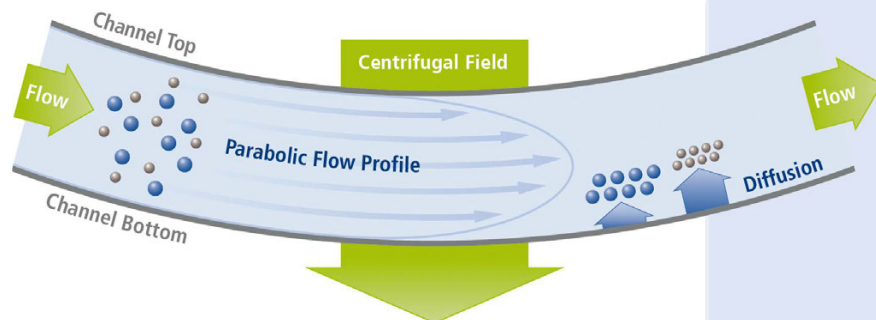 Channel Top
Centrifugal Field
Flow
Flow
Parabolic Flow Profile
Diffusion
Channel Bottom